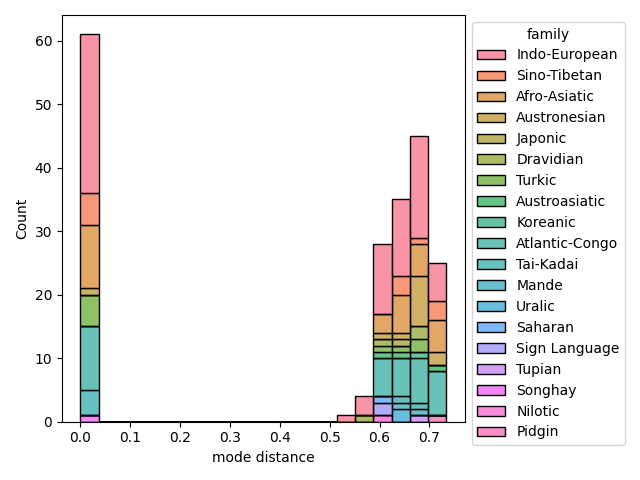 60
50
40
30
20
10
0
Count
0.0 0.1 0.2 0.3 0.4 0.5 0.6 0.7
mode distance
family
Indo-European
Sino-Tibetan
Afro-Asiatic
Austronesian
Japonic
Dravidian
Turkic
Austroasiatic
Koreanic
Atlantic-Congo
Tai-Kadai
Mande
Uralic
Saharan
Sign Language
Tupian
Songhay
Nilotic
Pidgin